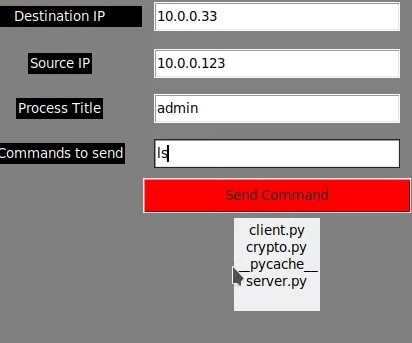 Destination IP 10.0.0.33
Source IP 10.0.0.123
Process Title admin
Commands to send ls
Send Command
client.py
crypto.py
__pycache__
server.py